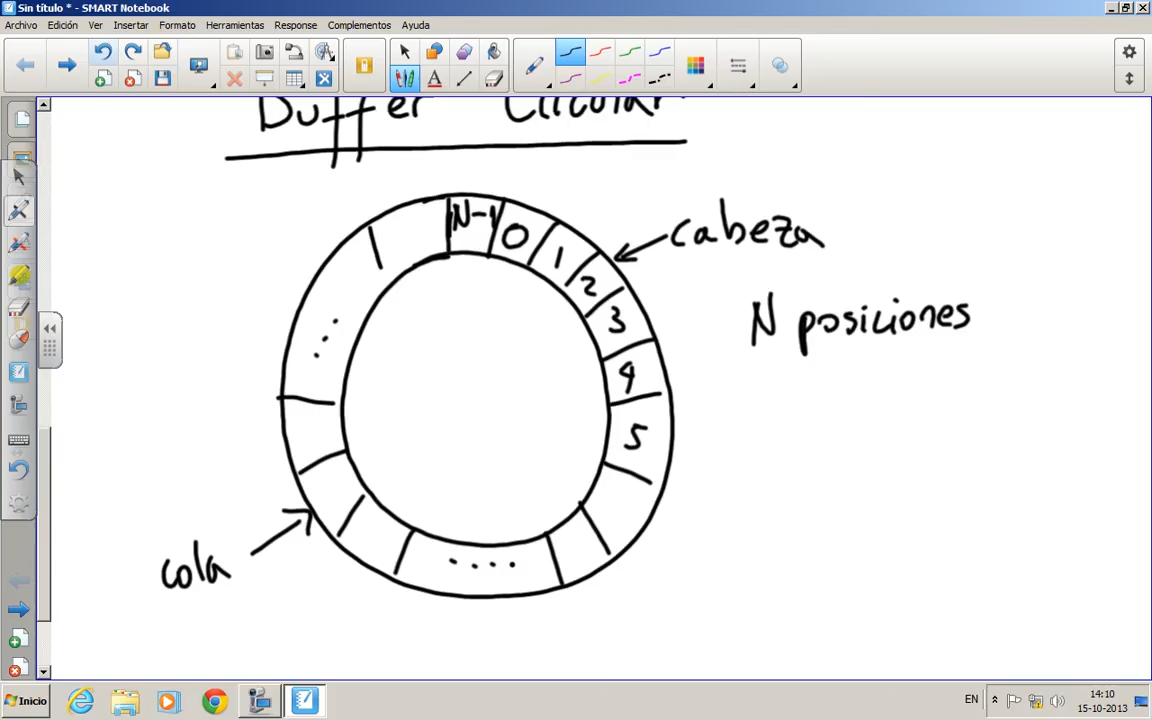 Sin título * - SMART Notebook
Archivo Edición Ver Insertar Formato Herramientas Response Complementos Ayuda
Buffer Circular
N-1 0 1 2 3 4 5
cabeza
N posiciones
cola
Inicio
EN
14:10
15-10-2013